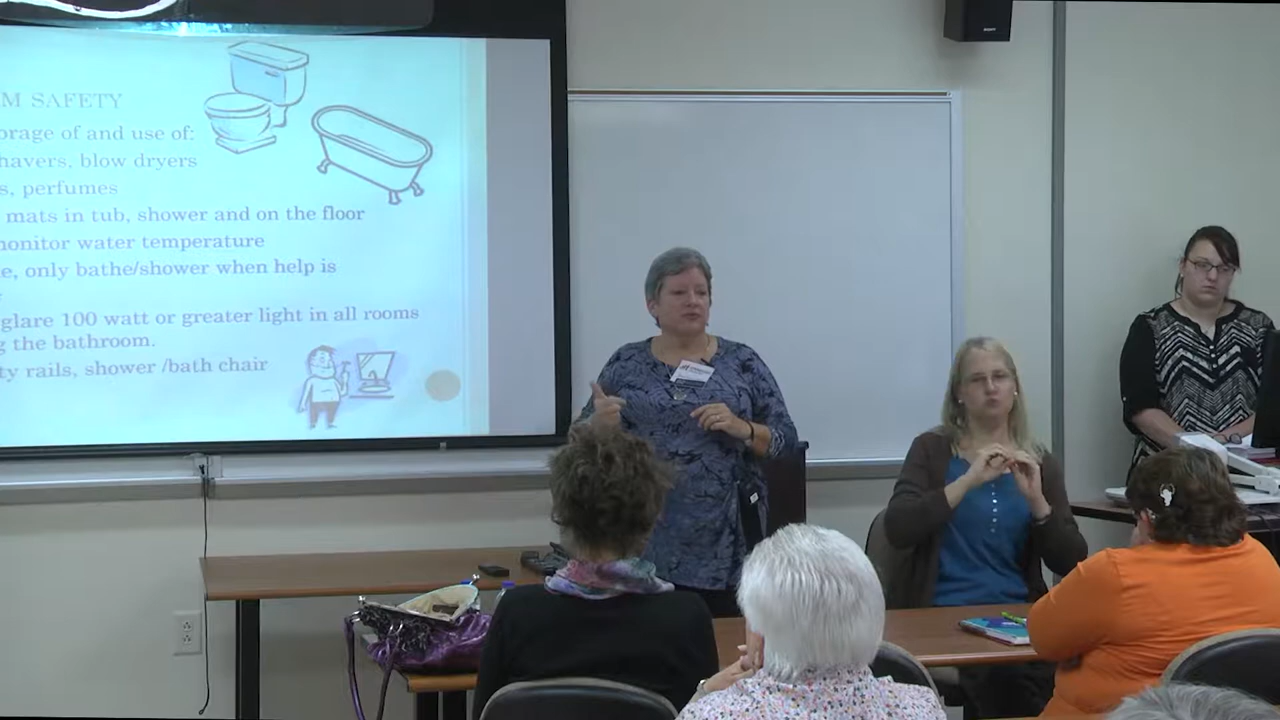 M SAFETY
orage of and use of:
havers, blow dryers
s, perfumes
mats in tub, shower and on the floor
monitor water temperature
e, only bathe/shower when help is
glare 100 watt or greater light in all rooms
g the bathroom.
ty rails, shower /bath chair